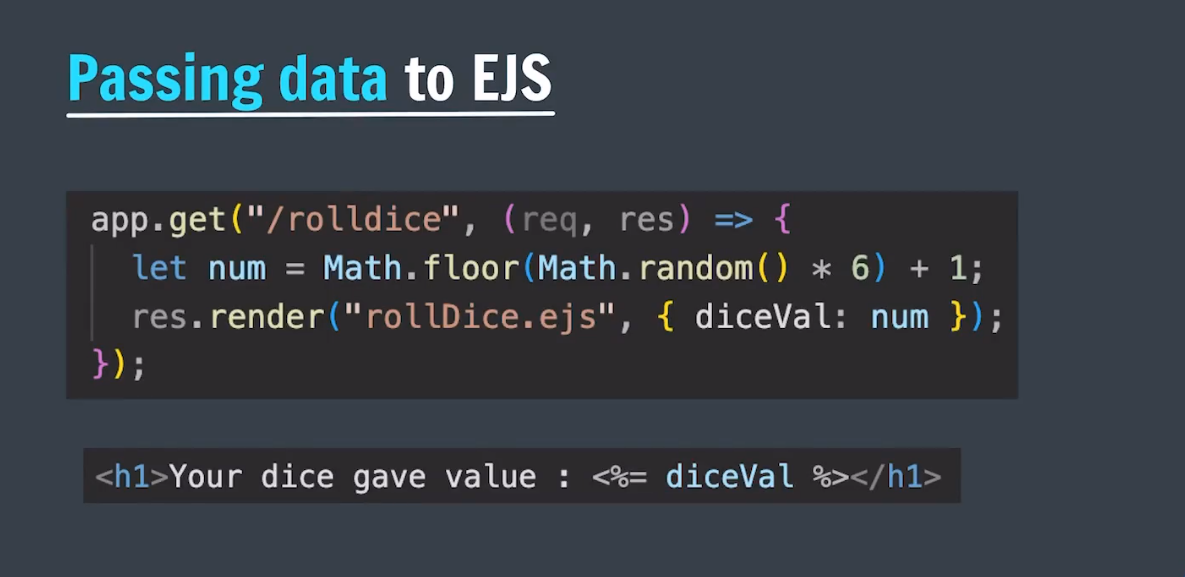 Passing data to EJS
app.get("/rolldice", (req, res) => {
let num = Math.floor(Math.random() * 6) + 1;
res.render("rollDice.ejs", { diceVal: num });
});
<h1>Your dice gave value : <%= diceVal %></h1>